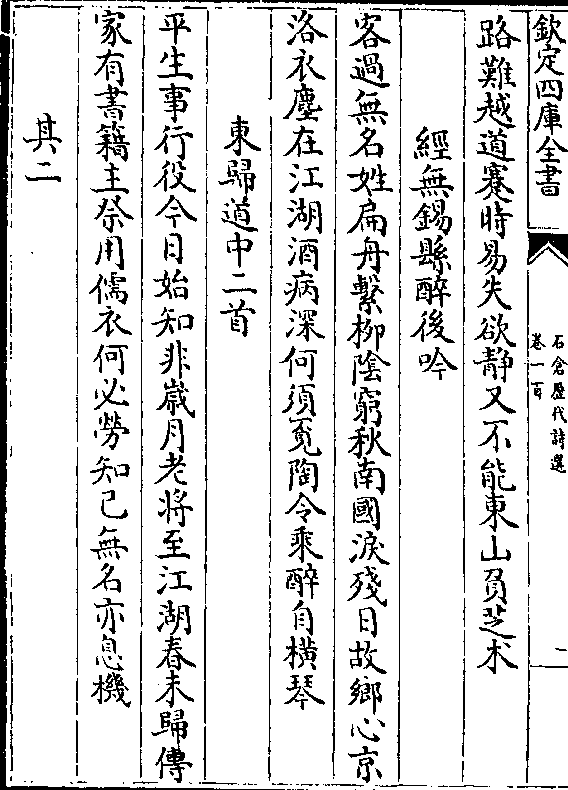 欽定四庫全書
石倉歷代詩選
卷一百
二
路難越道蹇時易失欲靜又不能東山負芝术
經無錫縣醉後吟
客過無名姓扁舟繫柳陰窮秋南國淚殘日故鄉心京
洛衣塵在江湖酒病深何須覓陶令乘醉自橫琴
東歸道中二首
平生事行役今日始知非歲月老將至江湖春未歸傳
家有書籍主祭用儒衣何必勞知己無名亦息機
其二